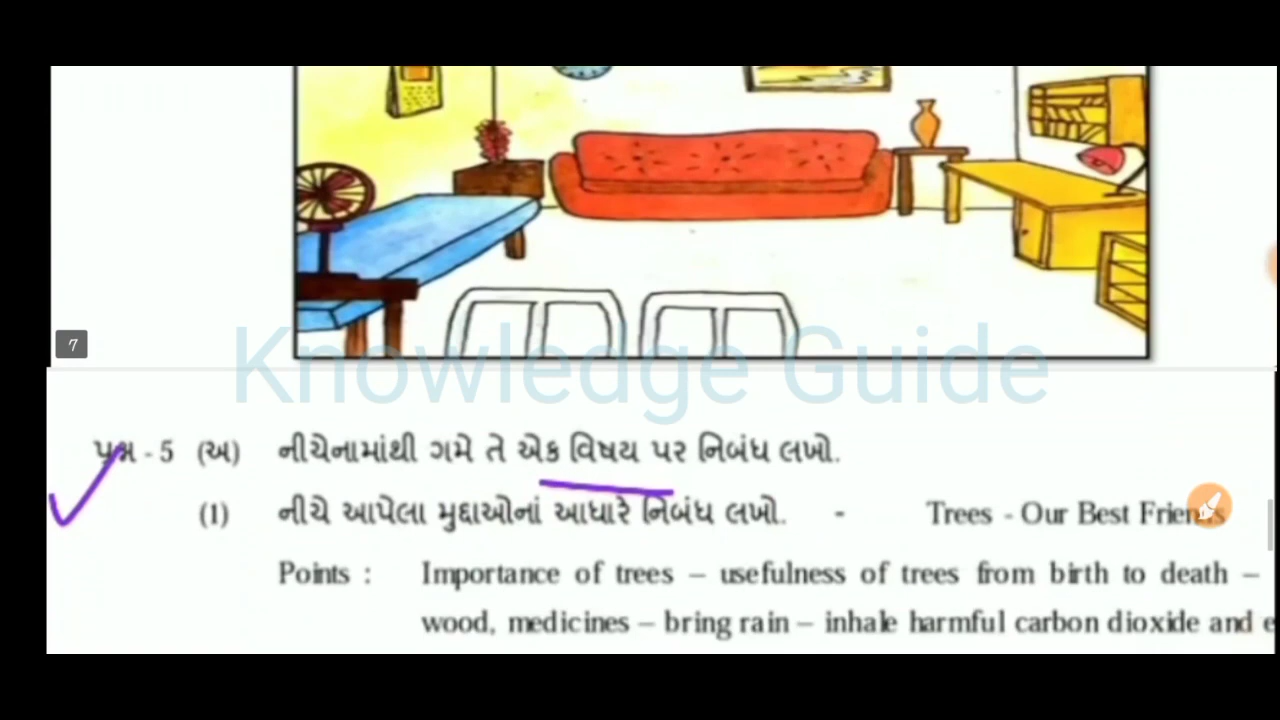 7
Knowledge Guide
પ્રશ્ન - 5 (અ) નીચેનામાંથી ગમે તે એક વિષય પર નિબંધ લખો.
(1) નીચે આપેલા મુદ્દાઓનાં આધારે નિબંધ લખો. - Trees - Our Best Friends
Points : Importance of trees – usefulness of trees from birth to death –
wood, medicines – bring rain – inhale harmful carbon dioxide and